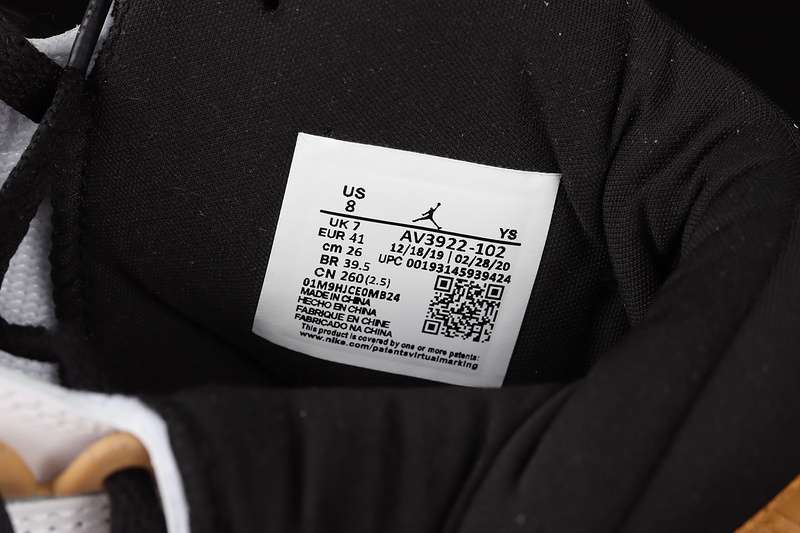 US
8
YS
UK 7
EUR 41
AV3922-102
cm 26
12/18/19 | 02/28/20
BR 39.5
UPC 00193145939424
CN 260(2.5)
01M9HJCE0MB24
MADE IN CHINA
HECHO EN CHINA
FABRIQUE EN CHINE
FABRICADO NA CHINA
This product is covered by one or more patents:
www.nike.com/patentsvirtualmarking